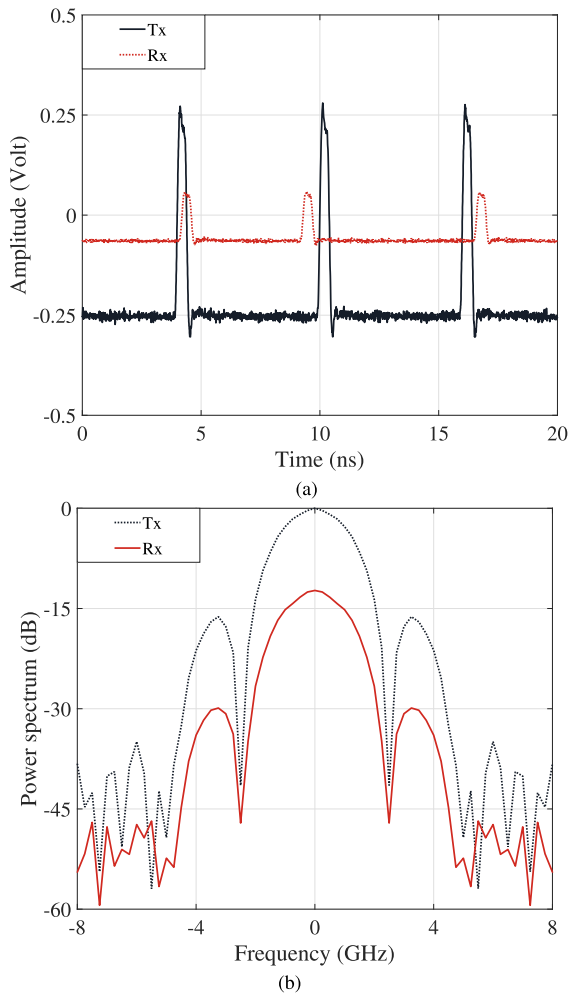 0.5
Tx
Rx
0.25
0
-0.25
-0.5
Amplitude (Volt)
0 5 10 15 20
Time (ns)
(a)
0
Tx
Rx
-15
-30
-45
-60
Power spectrum (dB)
-8 -4 0 4 8
Frequency (GHz)
(b)